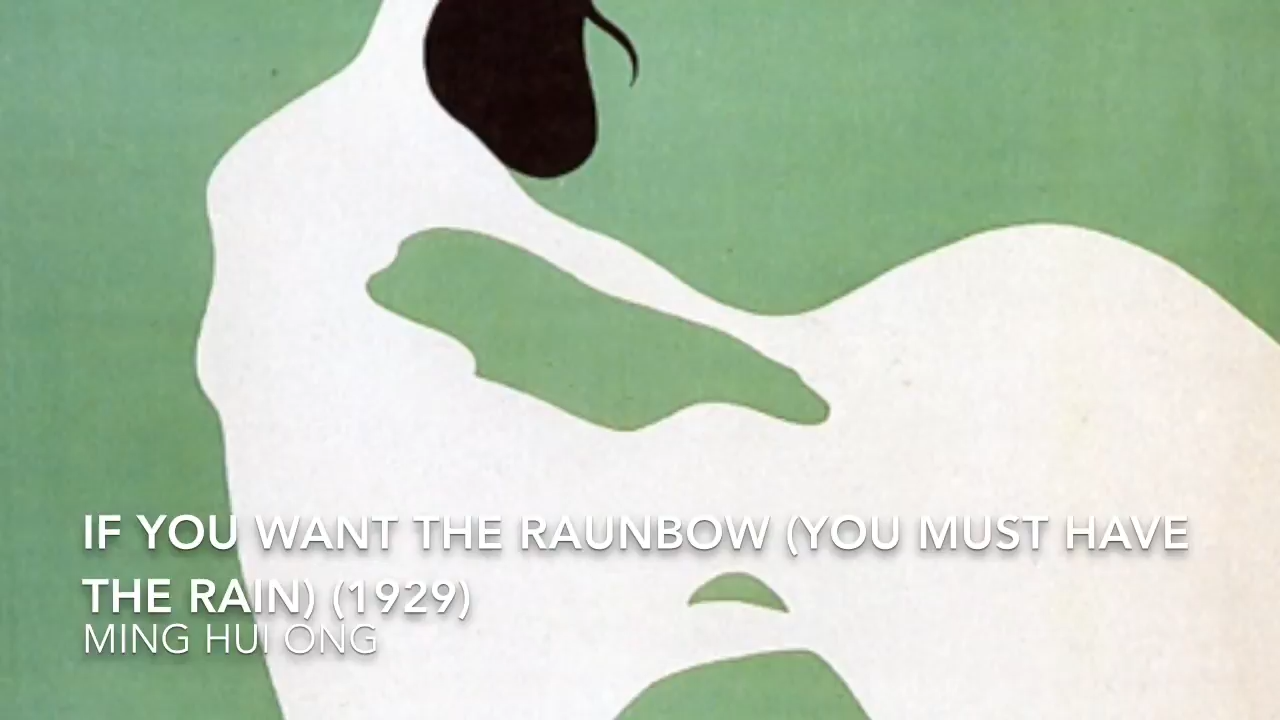 IF YOU WANT THE RAUNBOW (YOU MUST HAVE
THE RAIN) (1929)
MING HUI ONG